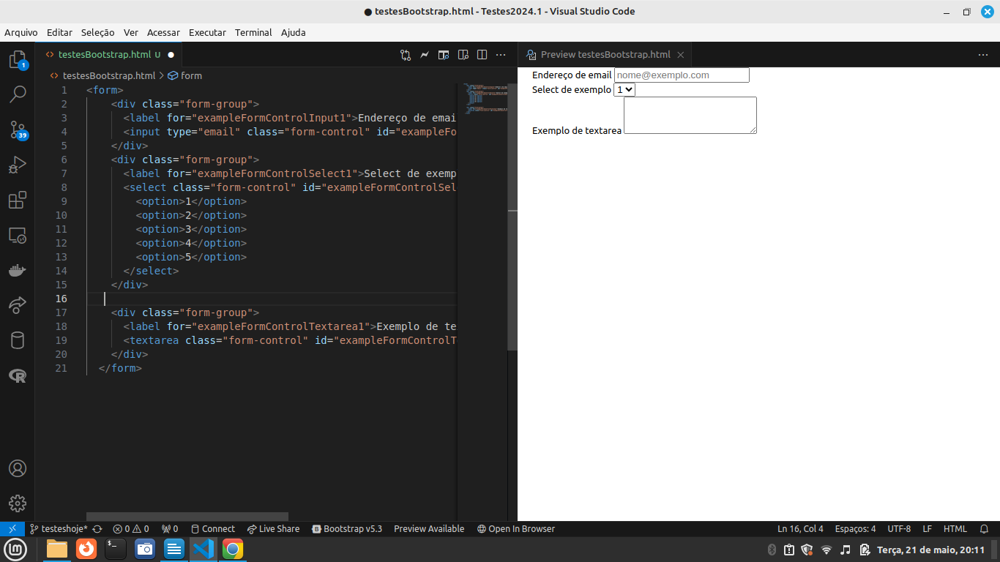 ● testesBootstrap.html - Testes2024.1 - Visual Studio Code
Arquivo Editar Seleção Ver Acessar Executar Terminal Ajuda
<> testesBootstrap.html U ●
Preview testesBootstrap.html
<> testesBootstrap.html > form
1 <form>
2 <div class="form-group">
3 <label for="exampleFormControlInput1">Endereço de emai
4 <input type="email" class="form-control" id="exampleFo
5 </div>
6 <div class="form-group">
7 <label for="exampleFormControlSelect1">Select de exemp
8 <select class="form-control" id="exampleFormControlSel
9 <option>1</option>
10 <option>2</option>
11 <option>3</option>
12 <option>4</option>
13 <option>5</option>
14 </select>
15 </div>
16
17 <div class="form-group">
18 <label for="exampleFormControlTextarea1">Exemplo de te
19 <textarea class="form-control" id="exampleFormControlT
20 </div>
21 </form>
Endereço de email nome@exemplo.com
Select de exemplo 1
Exemplo de textarea
1
39
R
testeshoje* 0 0 0 Connect Live Share B Bootstrap v5.3 Preview Available Open In Browser
Ln 16, Col 4 Espaços: 4 UTF-8 LF HTML
Terça, 21 de maio, 20:11